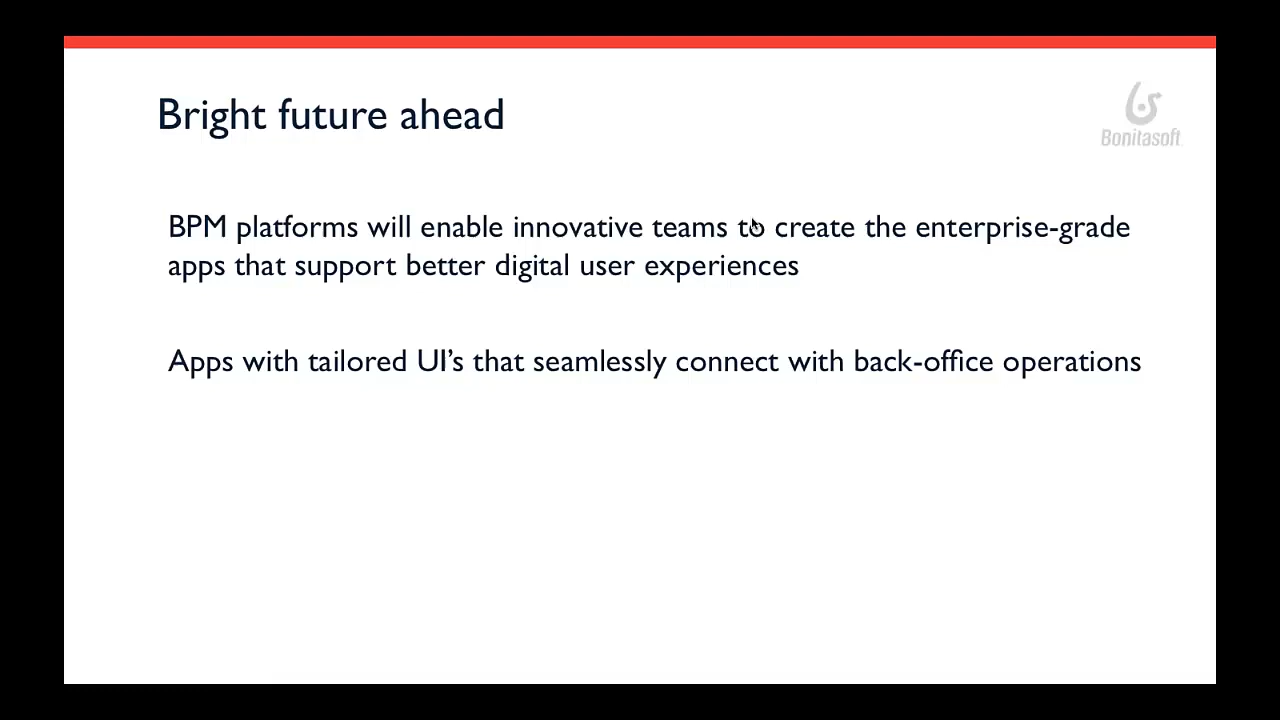 Bright future ahead
Bonitasoft
BPM platforms will enable innovative teams to create the enterprise-grade
apps that support better digital user experiences
Apps with tailored UI’s that seamlessly connect with back-office operations